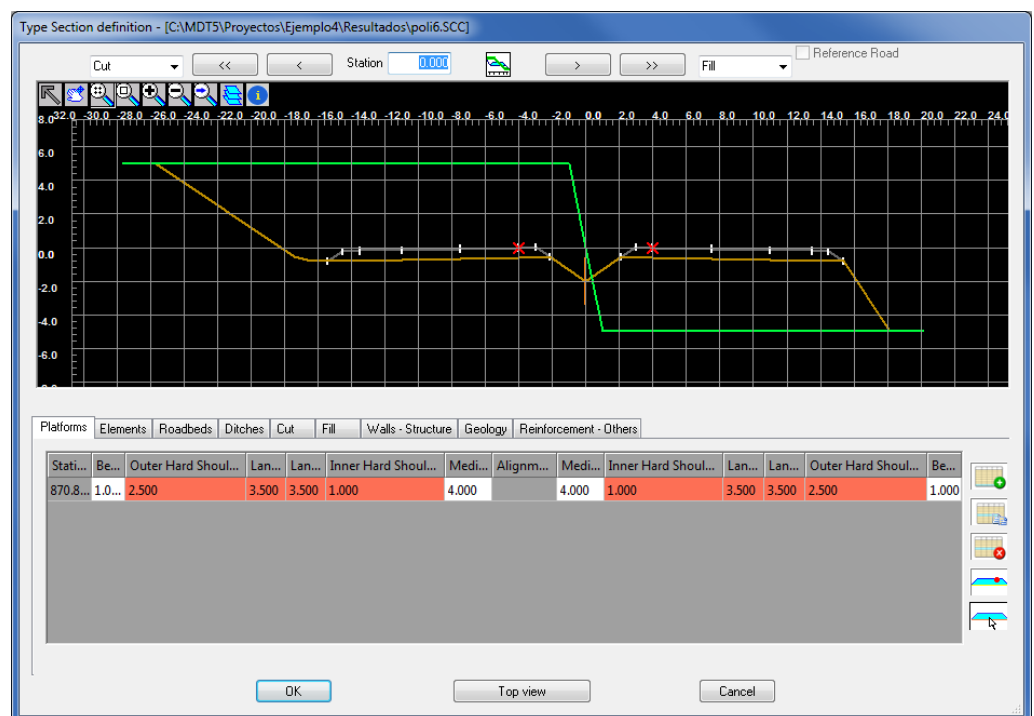 Type Section definition - [C:\MDT5\Proyectos\Ejemplo4\Resultados\poli6.SCC]
Cut << < Station 0.000 > >> Fill Reference Road
-32.0 -30.0 -28.0 -26.0 -24.0 -22.0 -20.0 -18.0 -16.0 -14.0 -12.0 -10.0 -8.0 -6.0 -4.0 -2.0 0.0 2.0 4.0 6.0 8.0 10.0 12.0 14.0 16.0 18.0 20.0 22.0 24.0
8.0
6.0
4.0
2.0
0.0
-2.0
-4.0
-6.0
Platforms Elements Roadbeds Ditches Cut Fill Walls - Structure Geology Reinforcement - Others
Stati... Be... Outer Hard Shoul... Lan... Lan... Inner Hard Shoul... Medi... Alignm... Medi... Inner Hard Shoul... Lan... Lan... Outer Hard Shoul... Be...
870.8... 1.0... 2.500 3.500 3.500 1.000 4.000 4.000 1.000 3.500 3.500 2.500 1.000
OK Top view Cancel